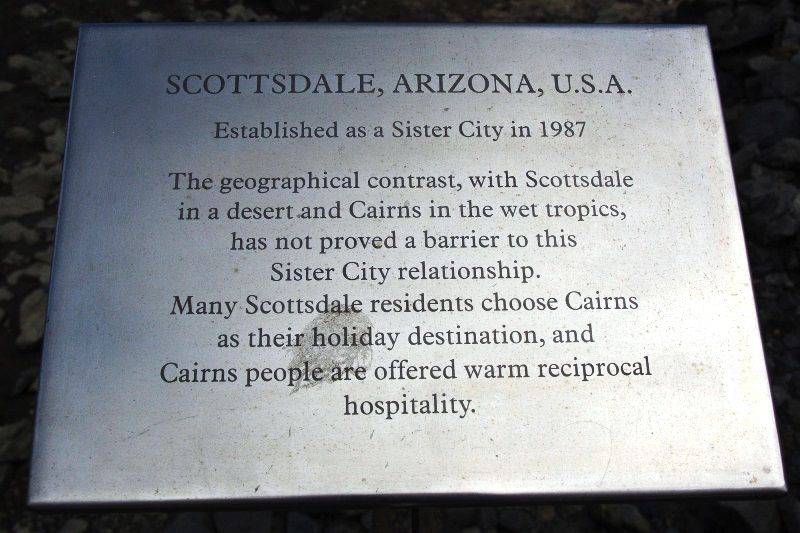 SCOTTSDALE, ARIZONA, U.S.A.
Established as a Sister City in 1987
The geographical contrast, with Scottsdale
in a desert and Cairns in the wet tropics,
has not proved a barrier to this
Sister City relationship.
Many Scottsdale residents choose Cairns
as their holiday destination, and
Cairns people are offered warm reciprocal
hospitality.